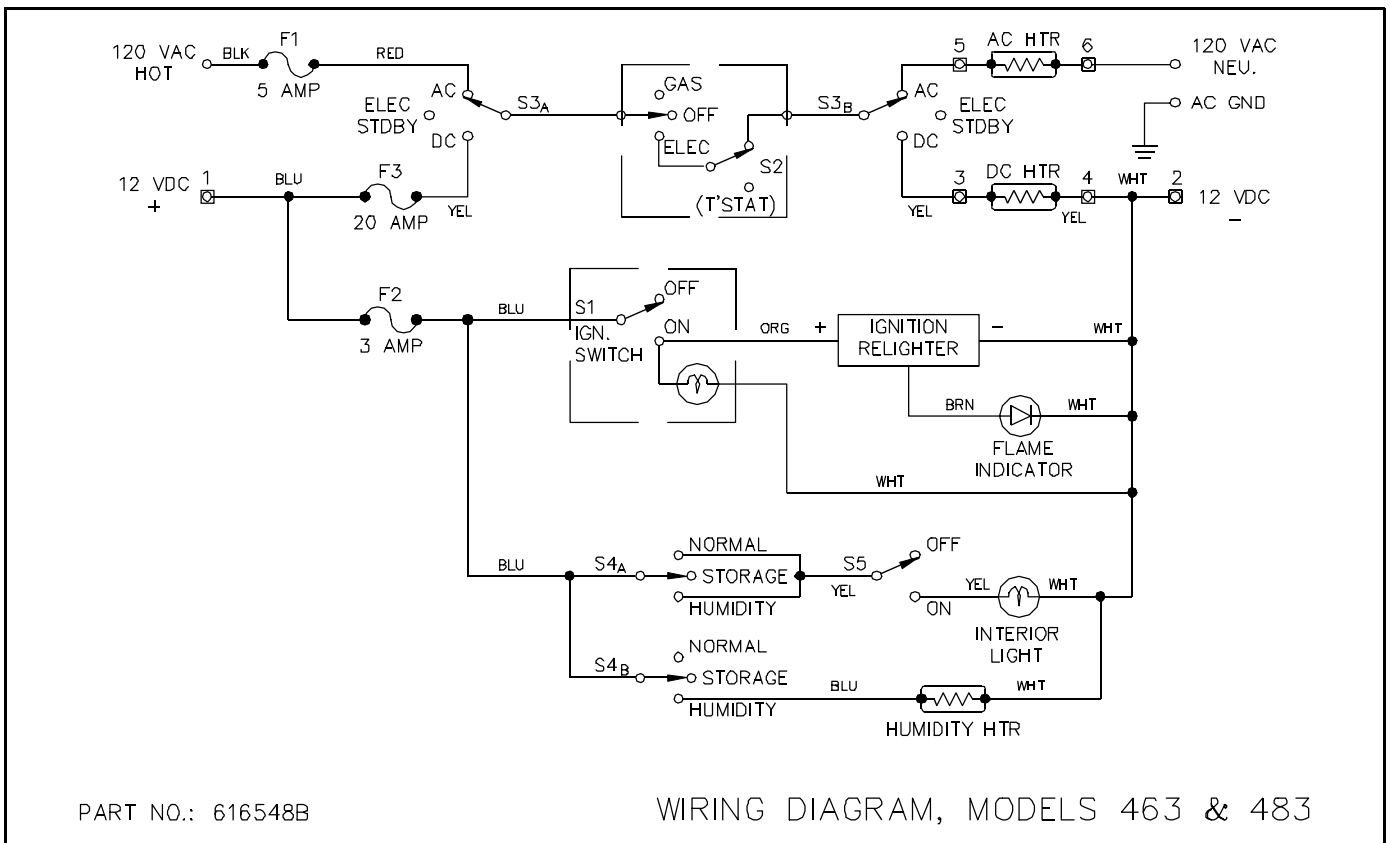 120 VAC
HOT
BLK
F1
5 AMP
RED
AC
ELEC
STDBY
DC
S3A
GAS
OFF
ELEC
S2
(T'STAT)
S3B
AC
ELEC
STDBY
DC
5
AC HTR
6
120 VAC
NEU.
AC GND
12 VDC
+
1
BLU
F3
20 AMP
YEL
3
YEL
DC HTR
4
YEL
WHT
2
12 VDC
–
F2
3 AMP
BLU
S1
IGN.
SWITCH
OFF
ON
ORG
+
IGNITION
RELIGHTER
–
WHT
BRN
WHT
FLAME
INDICATOR
WHT
BLU
S4A
NORMAL
STORAGE
HUMIDITY
S5
YEL
OFF
ON
YEL
WHT
INTERIOR
LIGHT
S4B
NORMAL
STORAGE
HUMIDITY
BLU
WHT
HUMIDITY HTR
PART NO.: 616548B
WIRING DIAGRAM, MODELS 463 & 483